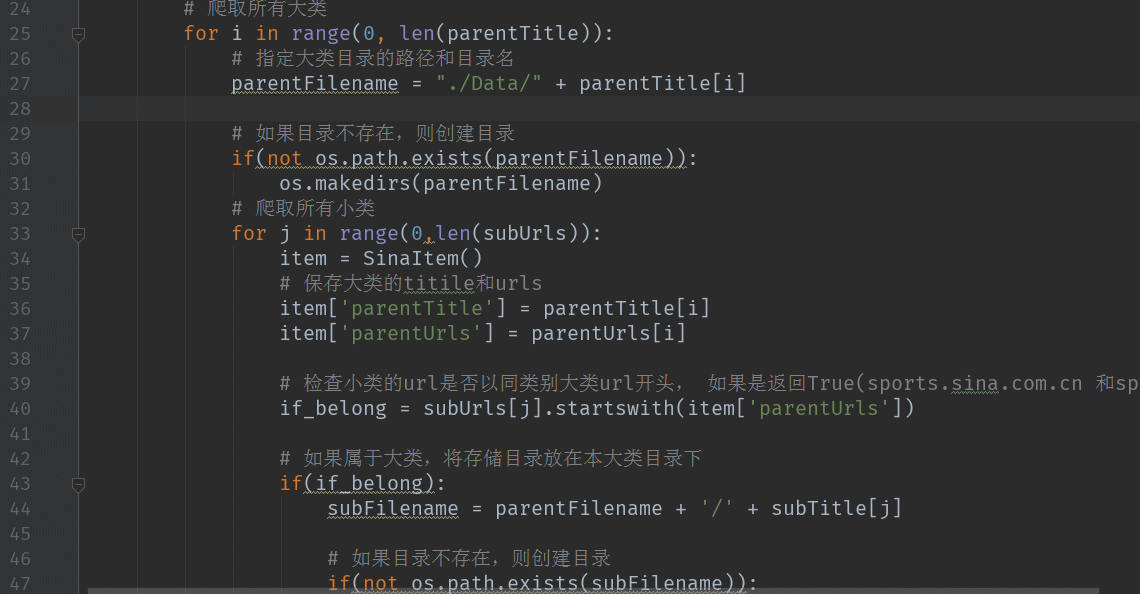 24 # 爬取所有大类
25 for i in range(0, len(parentTitle)):
26 # 指定大类目录的路径和目录名
27 parentFilename = "./Data/" + parentTitle[i]
28
29 # 如果目录不存在，则创建目录
30 if(not os.path.exists(parentFilename)):
31 os.makedirs(parentFilename)
32 # 爬取所有小类
33 for j in range(0,len(subUrls)):
34 item = SinaItem()
35 # 保存大类的titile和urls
36 item['parentTitle'] = parentTitle[i]
37 item['parentUrls'] = parentUrls[i]
38
39 # 检查小类的url是否以同类别大类url开头， 如果是返回True(sports.sina.com.cn 和sp
40 if_belong = subUrls[j].startswith(item['parentUrls'])
41
42 # 如果属于大类，将存储目录放在本大类目录下
43 if(if_belong):
44 subFilename = parentFilename + '/' + subTitle[j]
45
46 # 如果目录不存在，则创建目录
47 if(not os.path.exists(subFilename)):